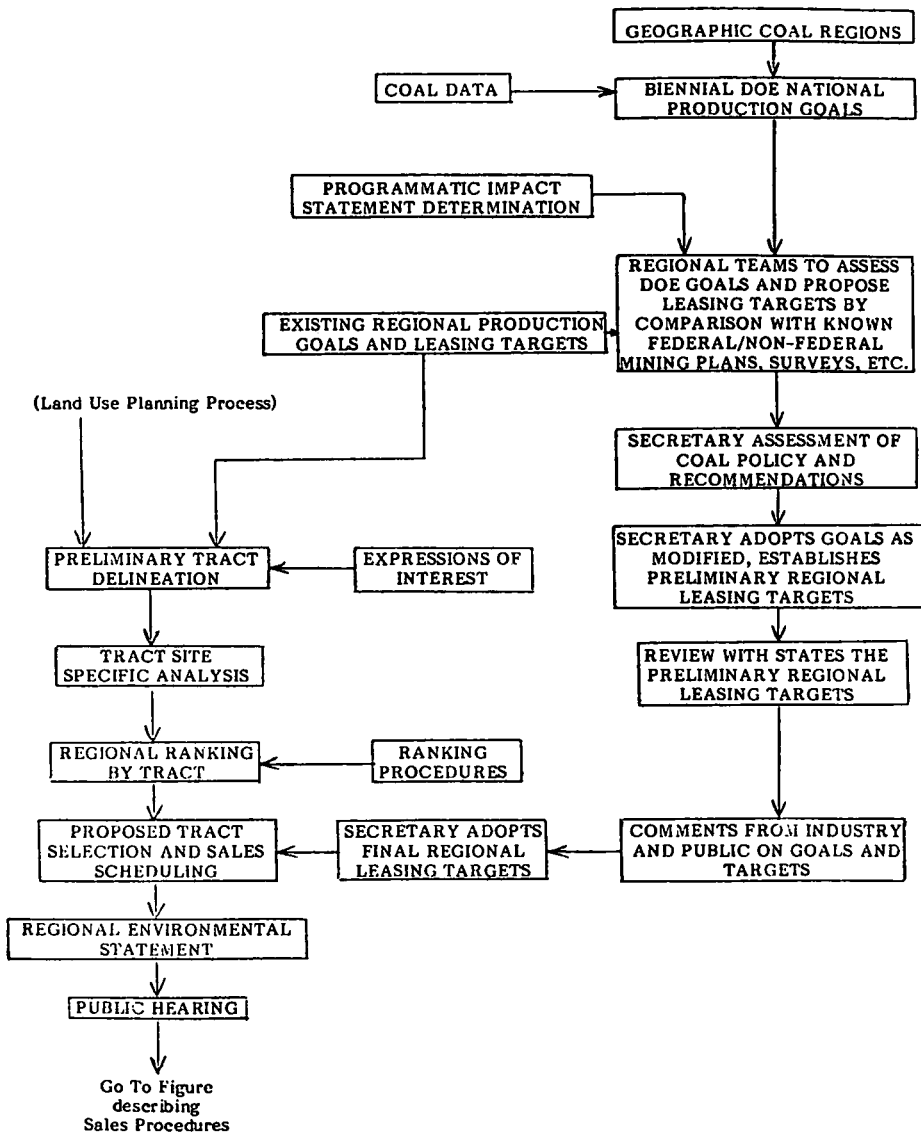 GEOGRAPHIC COAL REGIONS
COAL DATA
BIENNIAL DOE NATIONAL
PRODUCTION GOALS
PROGRAMMATIC IMPACT
STATEMENT DETERMINATION
REGIONAL TEAMS TO ASSESS
DOE GOALS AND PROPOSE
LEASING TARGETS BY
COMPARISON WITH KNOWN
FEDERAL/NON-FEDERAL
MINING PLANS, SURVEYS, ETC.
EXISTING REGIONAL PRODUCTION
GOALS AND LEASING TARGETS
(Land Use Planning Process)
SECRETARY ASSESSMENT OF
COAL POLICY AND
RECOMMENDATIONS
SECRETARY ADOPTS GOALS AS
MODIFIED, ESTABLISHES
PRELIMINARY REGIONAL
LEASING TARGETS
PRELIMINARY TRACT
DELINEATION
EXPRESSIONS OF
INTEREST
TRACT SITE
SPECIFIC ANALYSIS
REVIEW WITH STATES THE
PRELIMINARY REGIONAL
LEASING TARGETS
REGIONAL RANKING
BY TRACT
RANKING
PROCEDURES
PROPOSED TRACT
SELECTION AND SALES
SCHEDULING
SECRETARY ADOPTS
FINAL REGIONAL
LEASING TARGETS
COMMENTS FROM INDUSTRY
AND PUBLIC ON GOALS AND
TARGETS
REGIONAL ENVIRONMENTAL
STATEMENT
PUBLIC HEARING
Go To Figure
describing
Sales Procedures